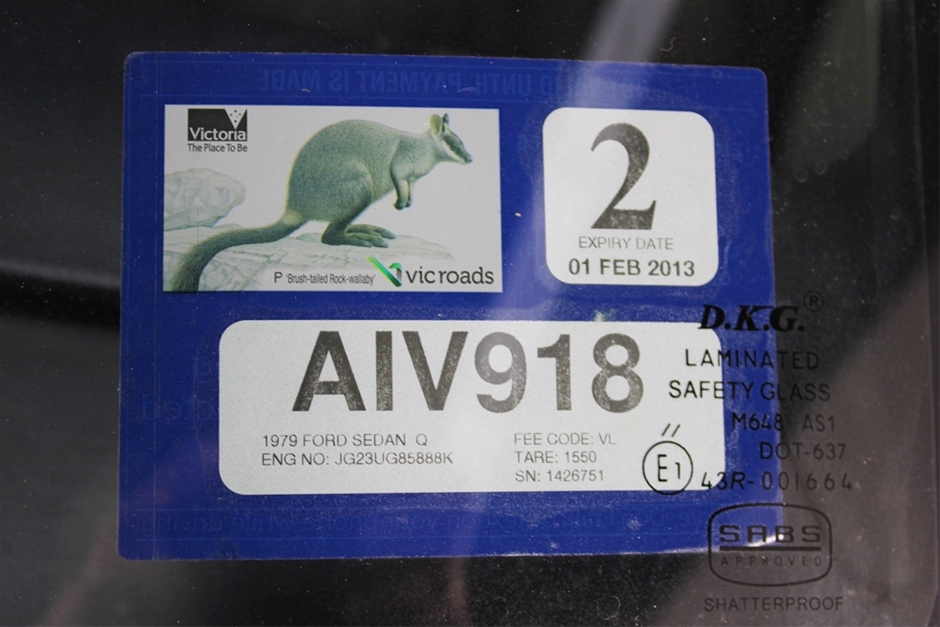 Victoria
The Place To Be
P 'Brush-tailed Rock-wallaby'
vicroads
2
EXPIRY DATE
01 FEB 2013
AIV918
1979 FORD SEDAN Q
ENG NO: JG23UG85888K
FEE CODE: VL
TARE: 1550
SN: 1426751
D.K.G.®
LAMINATED
SAFETY GLASS
M648 AS1
DOT-637
E1
43R-001664
SABS
APPROVED
SHATTERPROOF